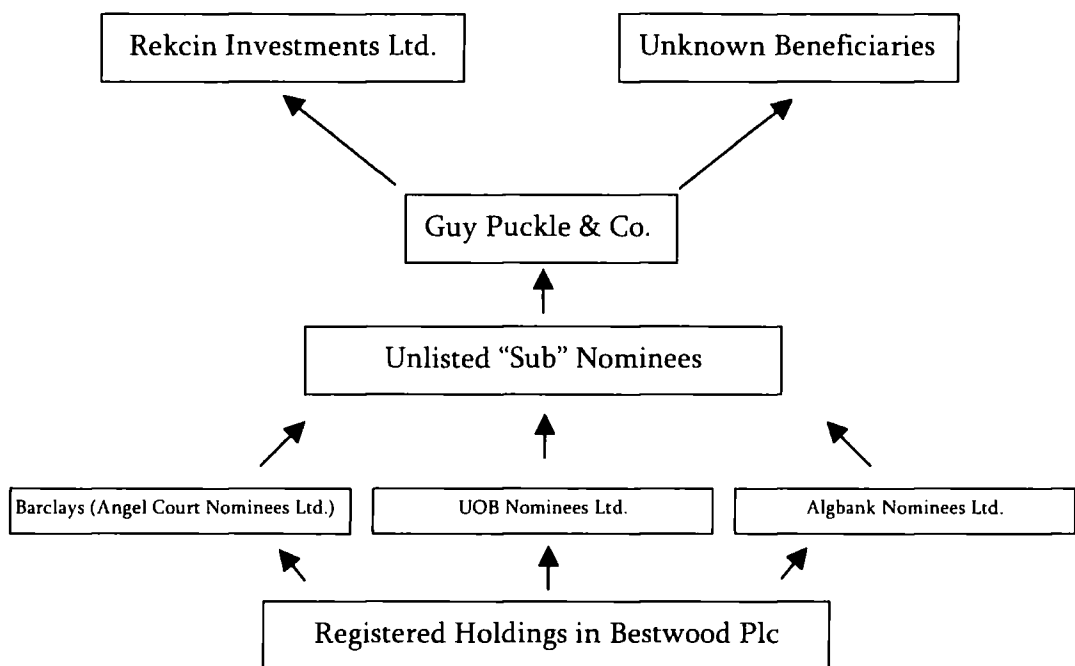 Rekcin Investments Ltd.
Unknown Beneficiaries
Guy Puckle & Co.
Unlisted “Sub” Nominees
Barclays (Angel Court Nominees Ltd.)
UOB Nominees Ltd.
Algbank Nominees Ltd.
Registered Holdings in Bestwood Plc